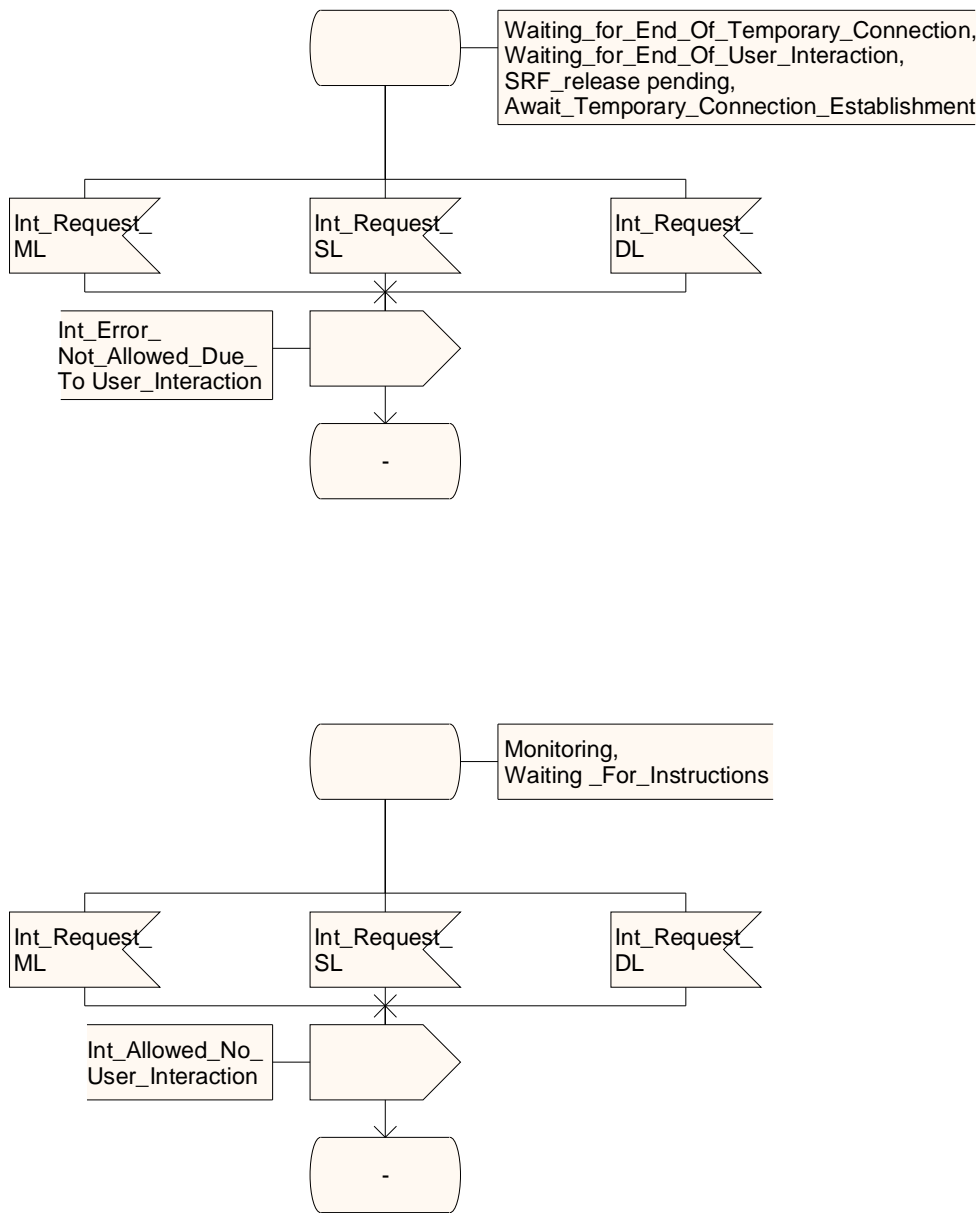 Waiting_for_End_Of_Temporary_Connection,
Waiting_for_End_Of_User_Interaction,
SRF_release pending,
Await_Temporary_Connection_Establishment
Int_Request_
ML
Int_Request_
SL
Int_Request_
DL
Int_Error_
Not_Allowed_Due_
To User_Interaction
-
Monitoring,
Waiting _For_Instructions
Int_Request_
ML
Int_Request_
SL
Int_Request_
DL
Int_Allowed_No_
User_Interaction
-